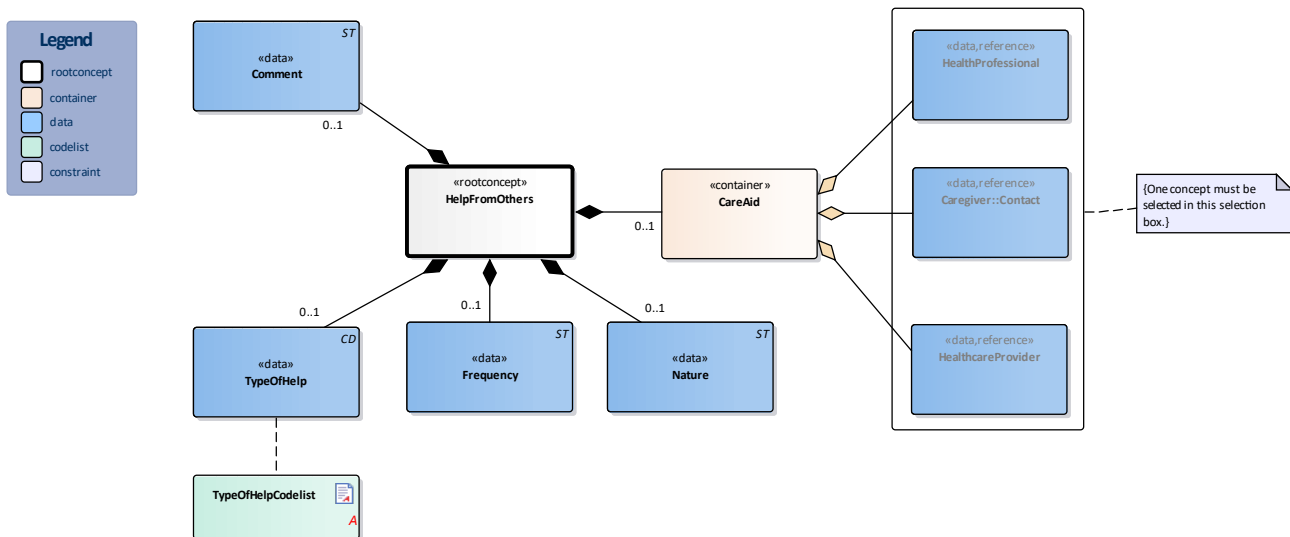 Legend
rootconcept
container
data
codelist
constraint
ST
«data»
Comment
0..1
«rootconcept»
HelpFromOthers
0..1
«container»
CareAid
«data,reference»
HealthProfessional
«data,reference»
Caregiver::Contact
«data,reference»
HealthcareProvider
{One concept must be
selected in this selection
box.}
0..1
0..1
0..1
CD
«data»
TypeOfHelp
ST
«data»
Frequency
ST
«data»
Nature
TypeOfHelpCodelist
A